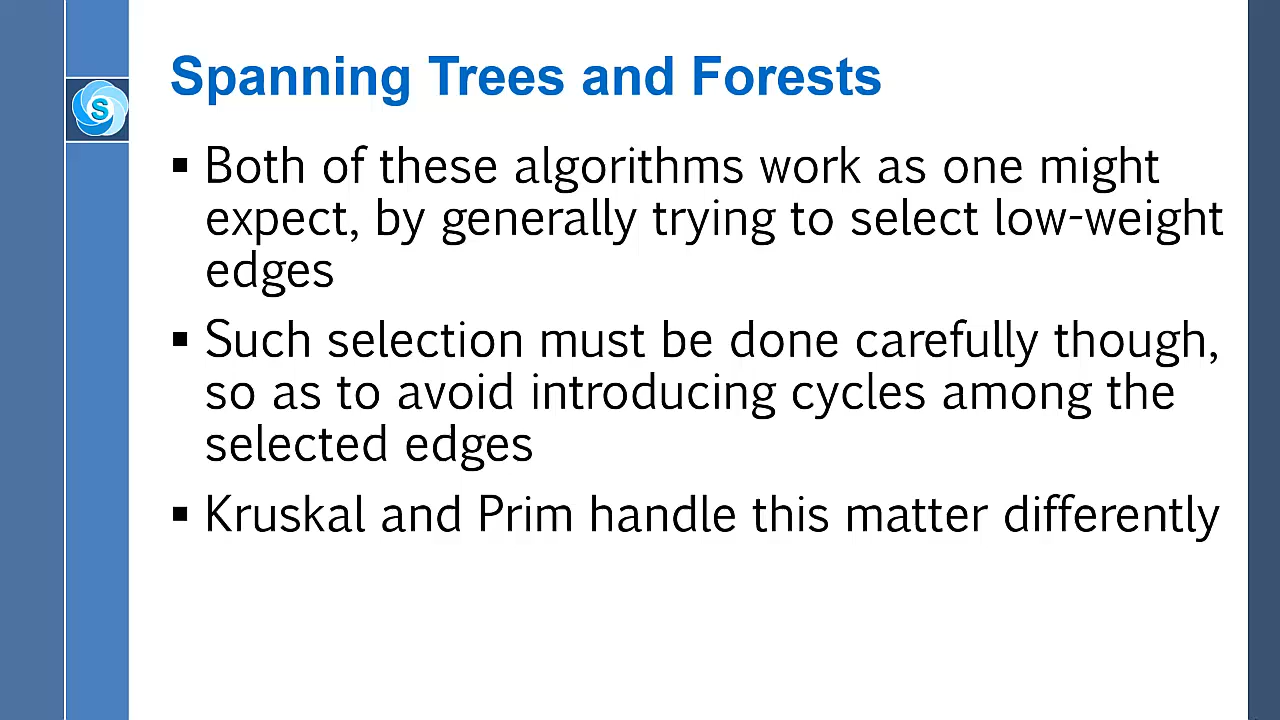 Spanning Trees and Forests
S
▪ Both of these algorithms work as one might
expect, by generally trying to select low-weight
edges
▪ Such selection must be done carefully though,
so as to avoid introducing cycles among the
selected edges
▪ Kruskal and Prim handle this matter differently